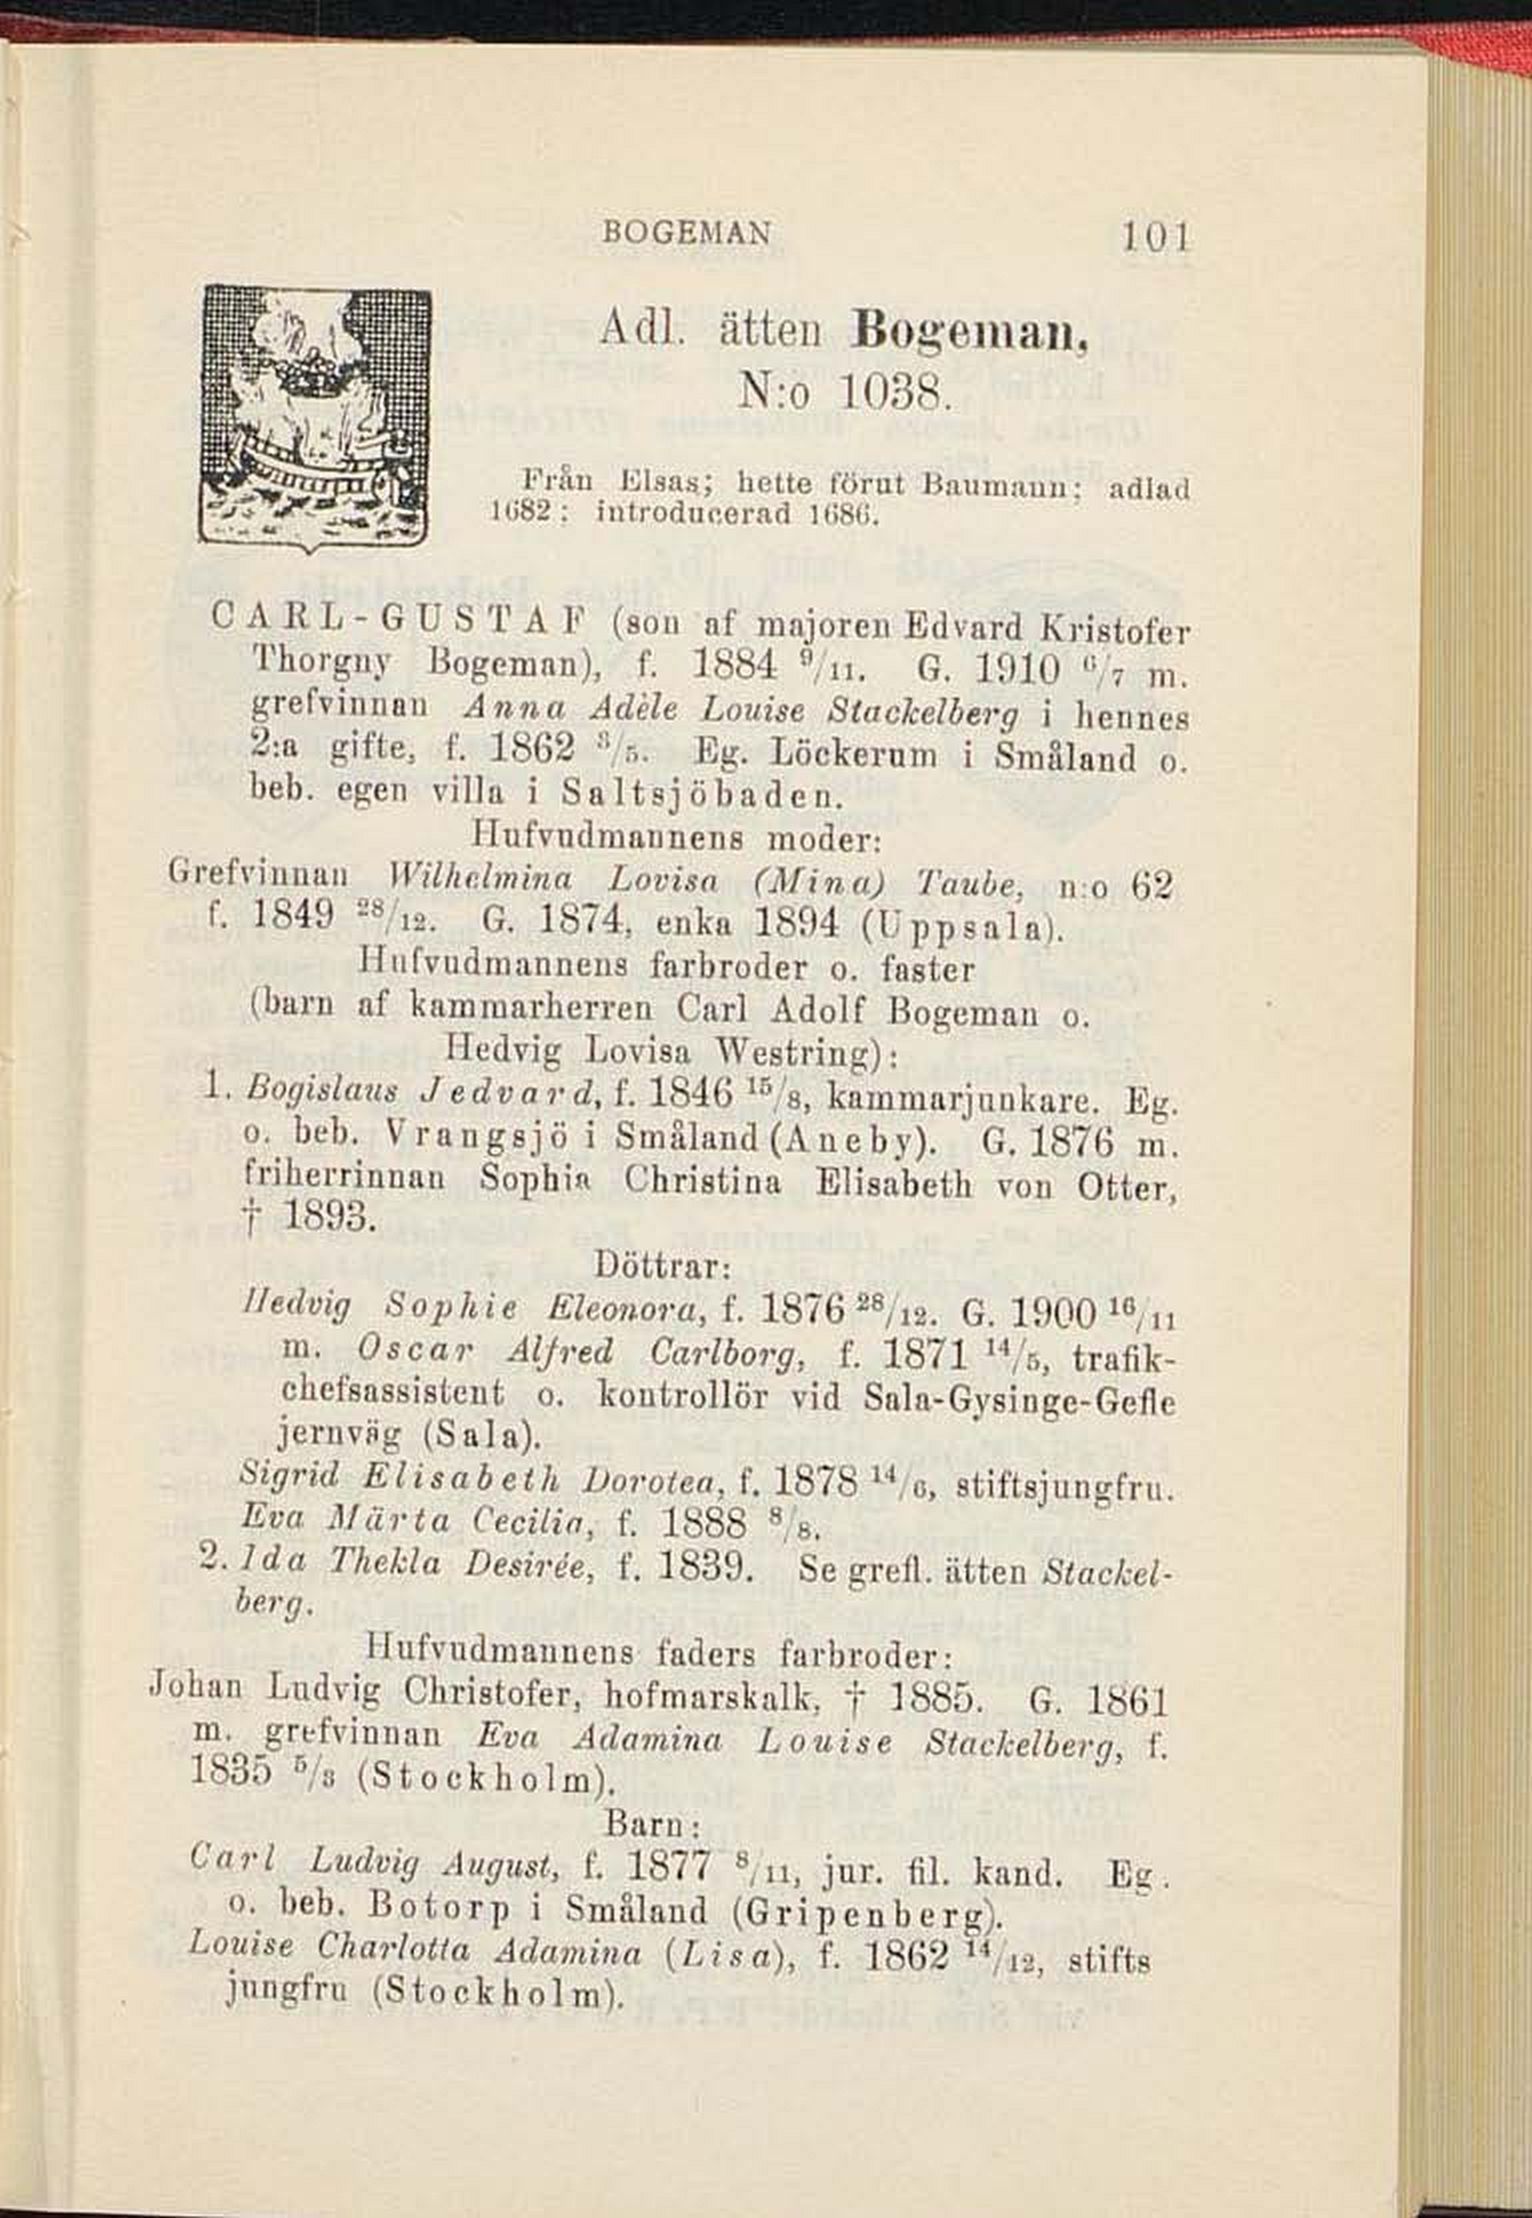 BOGEMAN 101
Adl. ätten Bogeman,
N:o 1038.
Från Elsas; hette förut Baumann; adlad
1682; introducerad 1686.
CARL-GUSTAF (son af majoren Edvard Kristofer
Thorgny Bogeman), f. 1884 9/11. G. 1910 6/7 m.
grefvinnan Anna Adèle Louise Stackelberg i hennes
2:a gifte, f. 1862 3/5. Eg. Löckerum i Småland o.
beb. egen villa i Saltsjöbaden.
Hufvudmannens moder:
Grefvinnan Wilhelmina Lovisa (Mina) Taube, n:o 62
f. 1849 28/12. G. 1874, enka 1894 (Uppsala).
Hufvudmannens farbroder o. faster
(barn af kammarherren Carl Adolf Bogeman o.
Hedvig Lovisa Westring):
1. Bogislaus Jedvard, f. 1846 15/8, kammarjunkare. Eg.
o. beb. Vrangsjö i Småland (Aneby). G. 1876 m.
friherrinnan Sophia Christina Elisabeth von Otter,
† 1893.
Döttrar:
Hedvig Sophie Eleonora, f. 1876 28/12. G. 1900 16/11
m. Oscar Alfred Carlborg, f. 1871 14/5, trafik-
chefsassistent o. kontrollör vid Sala-Gysinge-Gefle
jernväg (Sala).
Sigrid Elisabeth Dorotea, f. 1878 14/6, stiftsjungfru.
Eva Märta Cecilia, f. 1888 8/8.
2. Ida Thekla Desirée, f. 1839. Se grefl. ätten Stackel-
berg.
Hufvudmannens faders farbroder:
Johan Ludvig Christofer, hofmarskalk, † 1885. G. 1861
m. grefvinnan Eva Adamina Louise Stackelberg, f.
1835 5/3 (Stockholm).
Barn:
Carl Ludvig August, f. 1877 8/11, jur. fil. kand. Eg.
o. beb. Botorp i Småland (Gripenberg).
Louise Charlotta Adamina (Lisa), f. 1862 14/12, stifts
jungfru (Stockholm).